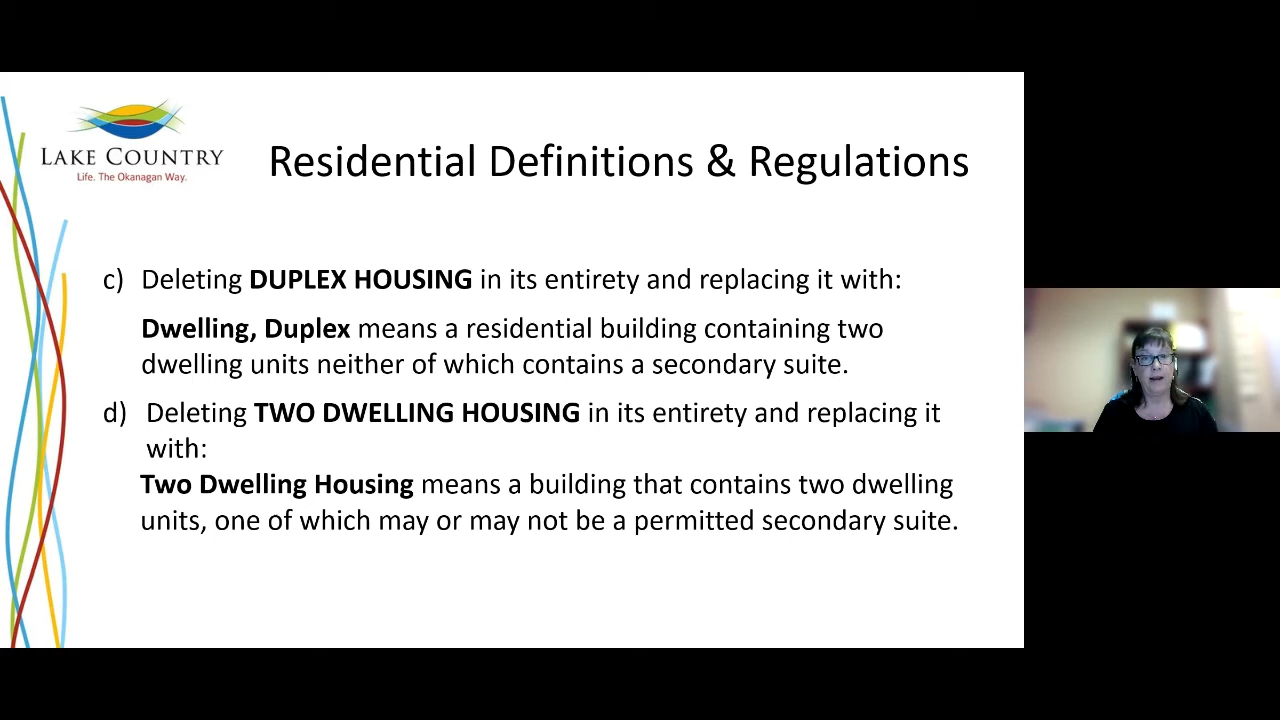 LAKE COUNTRY
Life. The Okanagan Way.
Residential Definitions & Regulations
c) Deleting DUPLEX HOUSING in its entirety and replacing it with:
Dwelling, Duplex means a residential building containing two
dwelling units neither of which contains a secondary suite.
d) Deleting TWO DWELLING HOUSING in its entirety and replacing it
with:
Two Dwelling Housing means a building that contains two dwelling
units, one of which may or may not be a permitted secondary suite.